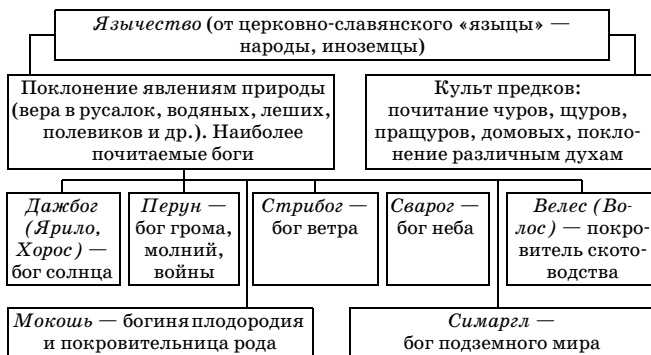 Язычество (от церковно-славянского «языцы» —
народы, иноземцы)
Поклонение явлениям природы
(вера в русалок, водяных, леших,
полевиков и др.). Наиболее
почитаемые боги
Культ предков:
почитание чуров, щуров,
пращуров, домовых, покло-
нение различным духам
Дажбог
(Ярило,
Хорос) —
бог солнца
Перун —
бог грома,
молний,
войны
Стрибог —
бог ветра
Сварог —
бог неба
Велес (Во-
лос) — покро-
витель ското-
водства
Мокошь — богиня плодородия
и покровительница рода
Симаргл —
бог подземного мира